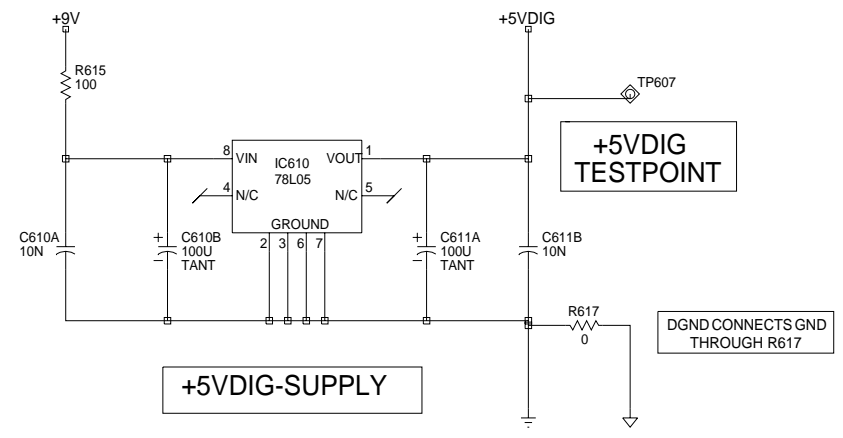 +9V
+5VDIG
R615
100
TP607
+5VDIG
TESTPOINT
8
VIN
IC610
78L05
VOUT
1
4
N/C
N/C
5
GROUND
2
3
6
7
C610A
10N
+
C610B
100U
TANT
–
+
C611A
100U
TANT
–
C611B
10N
R617
0
DGND CONNECTS GND
THROUGH R617
+5VDIG-SUPPLY